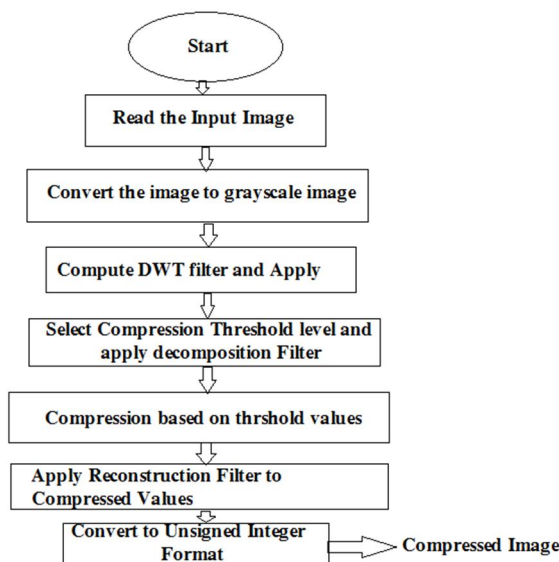 Start
Read the Input Image
Convert the image to grayscale image
Compute DWT filter and Apply
Select Compression Threshold level and
apply decomposition Filter
Compression based on thrshold values
Apply Reconstruction Filter to
Compressed Values
Convert to Unsigned Integer
Format
Compressed Image